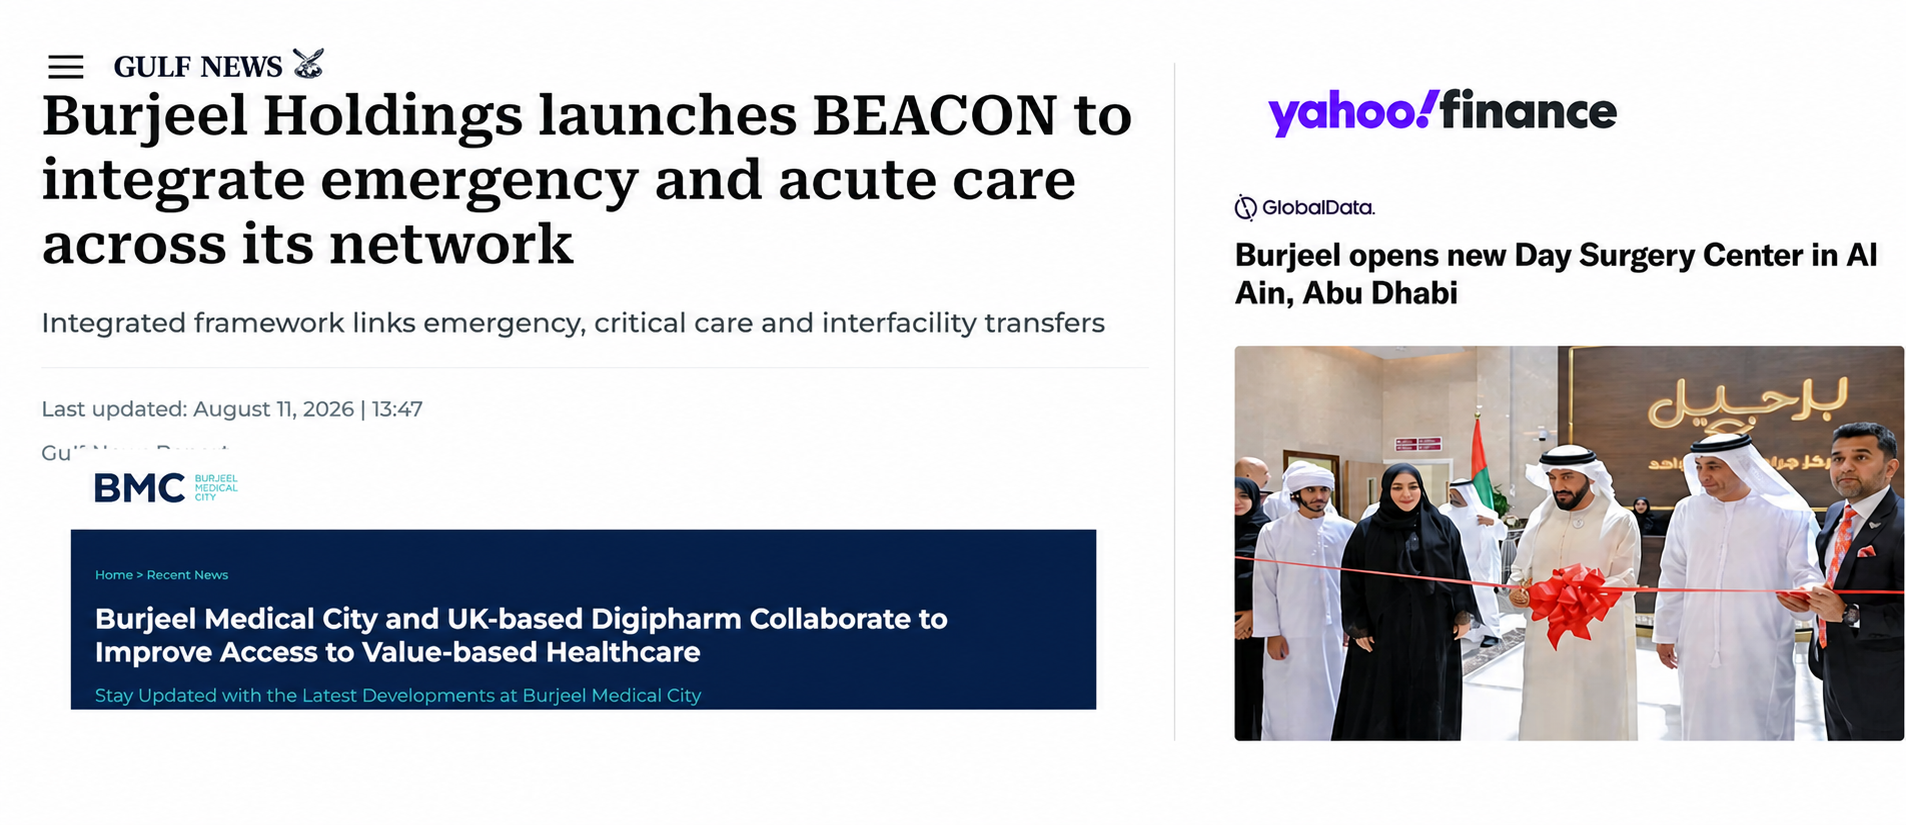 GULF NEWS
Burjeel Holdings launches BEACON to
integrate emergency and acute care
across its network
Integrated framework links emergency, critical care and interfacility transfers
Last updated: August 11, 2026 | 13:47
BMC BURJEEL
MEDICAL
CITY
Home > Recent News
Burjeel Medical City and UK-based Digipharm Collaborate to
Improve Access to Value-based Healthcare
Stay Updated with the Latest Developments at Burjeel Medical City
yahoo!finance
GlobalData.
Burjeel opens new Day Surgery Center in Al
Ain, Abu Dhabi
برجيل